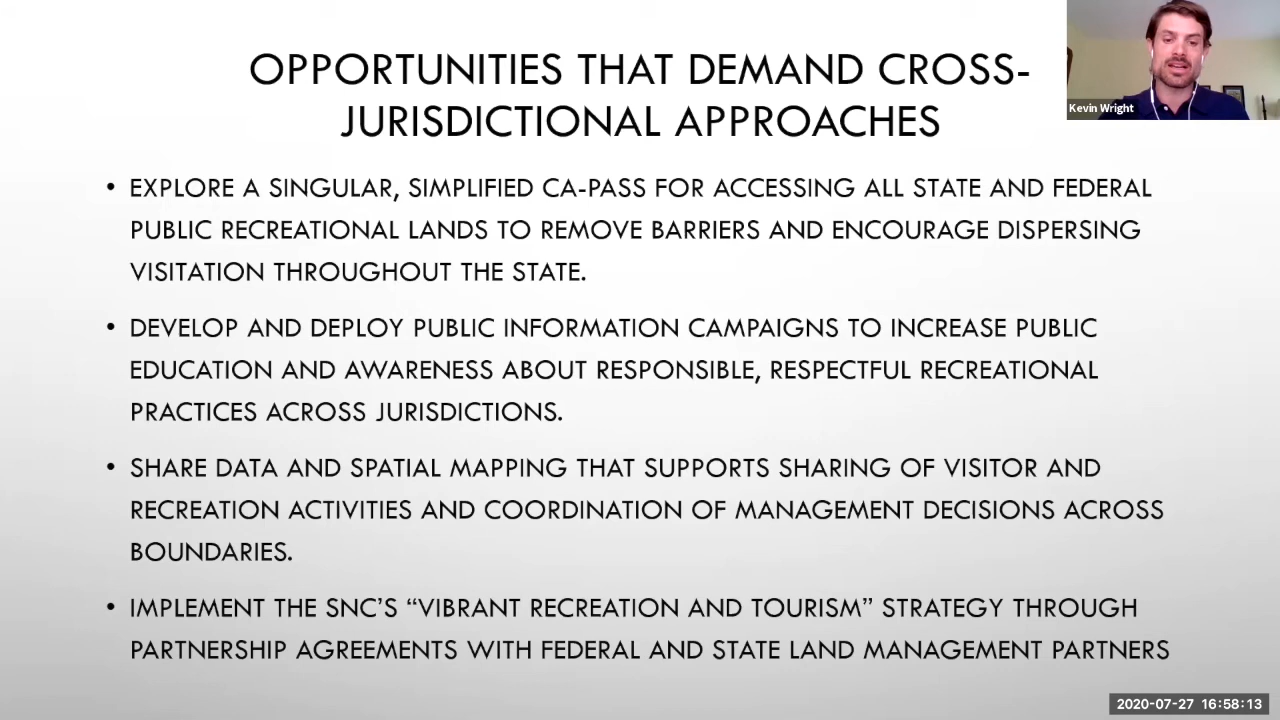 OPPORTUNITIES THAT DEMAND CROSS-
JURISDICTIONAL APPROACHES
Kevin Wright
• EXPLORE A SINGULAR, SIMPLIFIED CA-PASS FOR ACCESSING ALL STATE AND FEDERAL
PUBLIC RECREATIONAL LANDS TO REMOVE BARRIERS AND ENCOURAGE DISPERSING
VISITATION THROUGHOUT THE STATE.
• DEVELOP AND DEPLOY PUBLIC INFORMATION CAMPAIGNS TO INCREASE PUBLIC
EDUCATION AND AWARENESS ABOUT RESPONSIBLE, RESPECTFUL RECREATIONAL
PRACTICES ACROSS JURISDICTIONS.
• SHARE DATA AND SPATIAL MAPPING THAT SUPPORTS SHARING OF VISITOR AND
RECREATION ACTIVITIES AND COORDINATION OF MANAGEMENT DECISIONS ACROSS
BOUNDARIES.
• IMPLEMENT THE SNC’S “VIBRANT RECREATION AND TOURISM” STRATEGY THROUGH
PARTNERSHIP AGREEMENTS WITH FEDERAL AND STATE LAND MANAGEMENT PARTNERS
2020-07-27 16:58:13